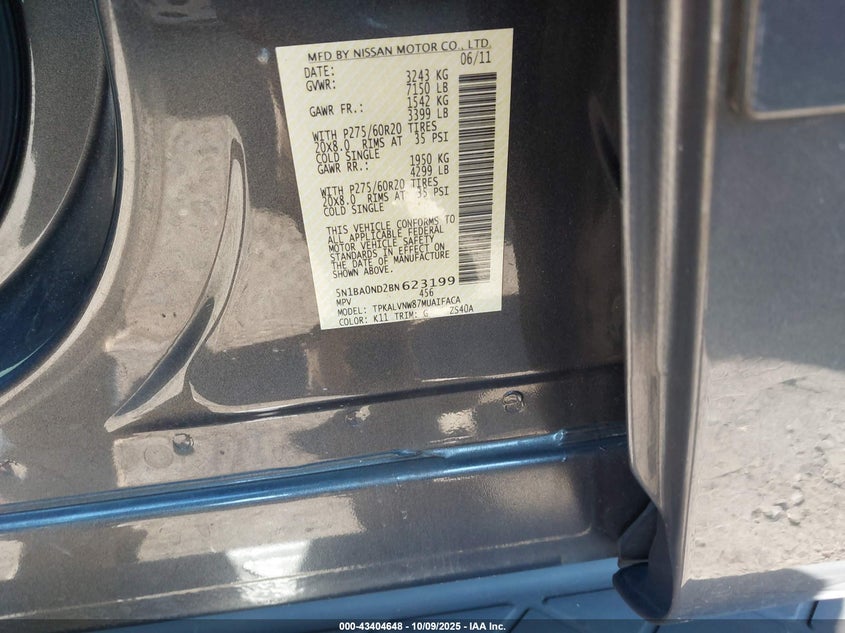 MFD BY NISSAN MOTOR CO., LTD.
DATE: 06/11
GVWR: 3243 KG
7150 LB
GAWR FR.: 1542 KG
3399 LB
WITH P275/60R20 TIRES
20x8.0 RIMS AT 35 PSI
COLD SINGLE
GAWR RR.: 1950 KG
4299 LB
WITH P275/60R20 TIRES
20x8.0 RIMS AT 35 PSI
COLD SINGLE
THIS VEHICLE CONFORMS TO
ALL APPLICABLE FEDERAL
MOTOR VEHICLE SAFETY
STANDARDS IN EFFECT ON
THE DATE OF MANUFACTURE
SHOWN ABOVE.
5N1BA0ND2BN623199
MPV 456
MODEL: TPKALVNW87MUAIFACA
COLOR: K11 TRIM: G ZS40A
000-43404648 - 10/09/2025 - IAA Inc.